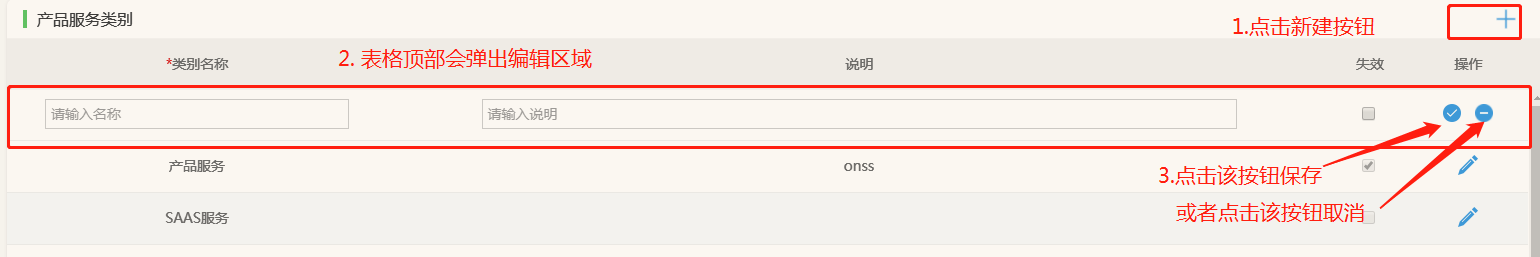 产品服务类别
1.点击新建按钮
*类别名称
2. 表格顶部会弹出编辑区域
说明
失效
操作
请输入名称
请输入说明
产品服务
onss
3.点击该按钮保存
SAAS服务
或者点击该按钮取消